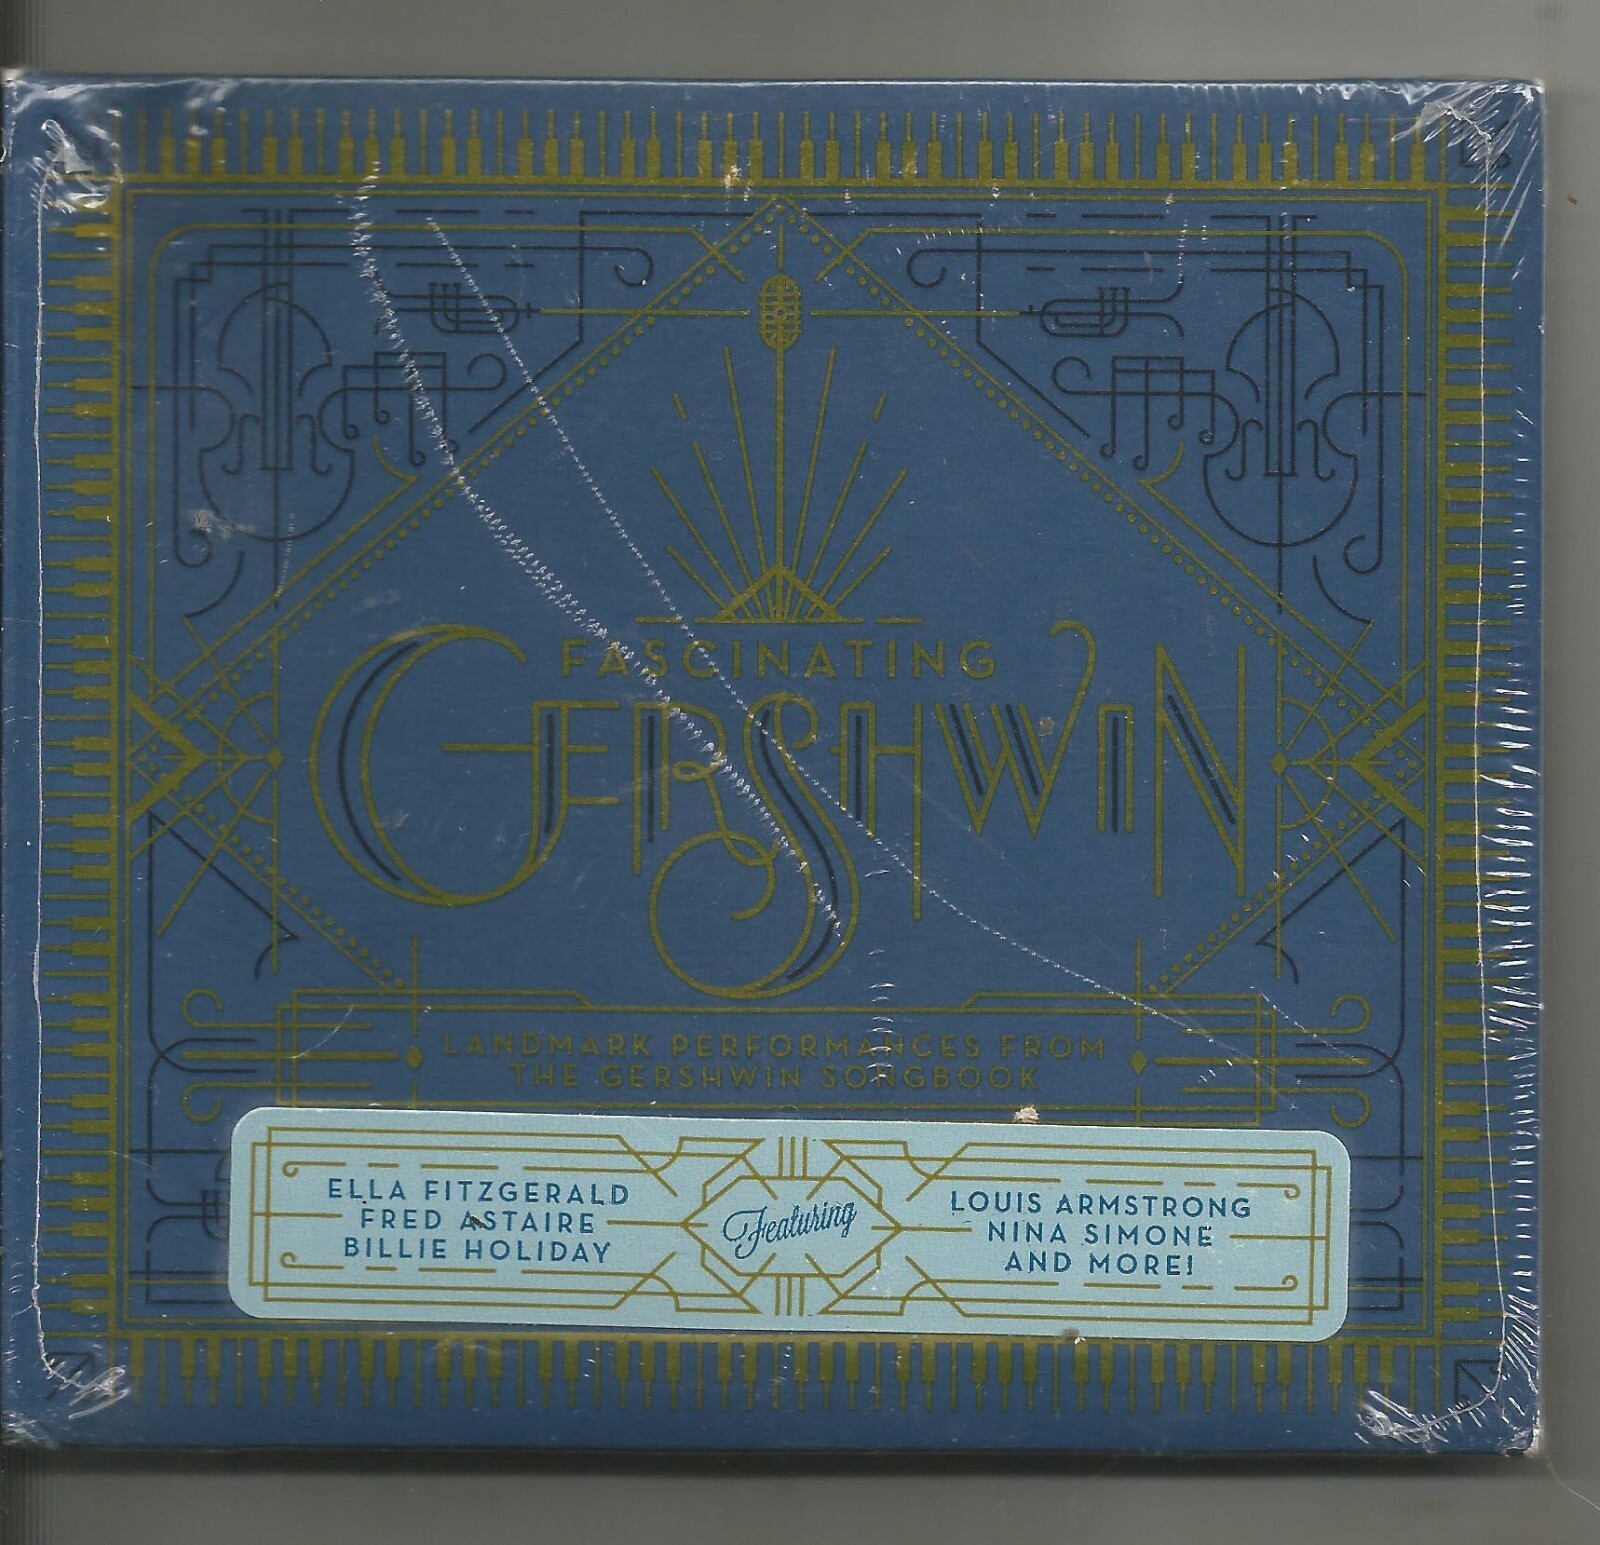 FASCINATING
GERSHWIN
LANDMARK PERFORMANCES FROM
THE GERSHWIN SONGBOOK
ELLA FITZGERALD
FRED ASTAIRE
BILLIE HOLIDAY
Featuring
LOUIS ARMSTRONG
NINA SIMONE
AND MORE!